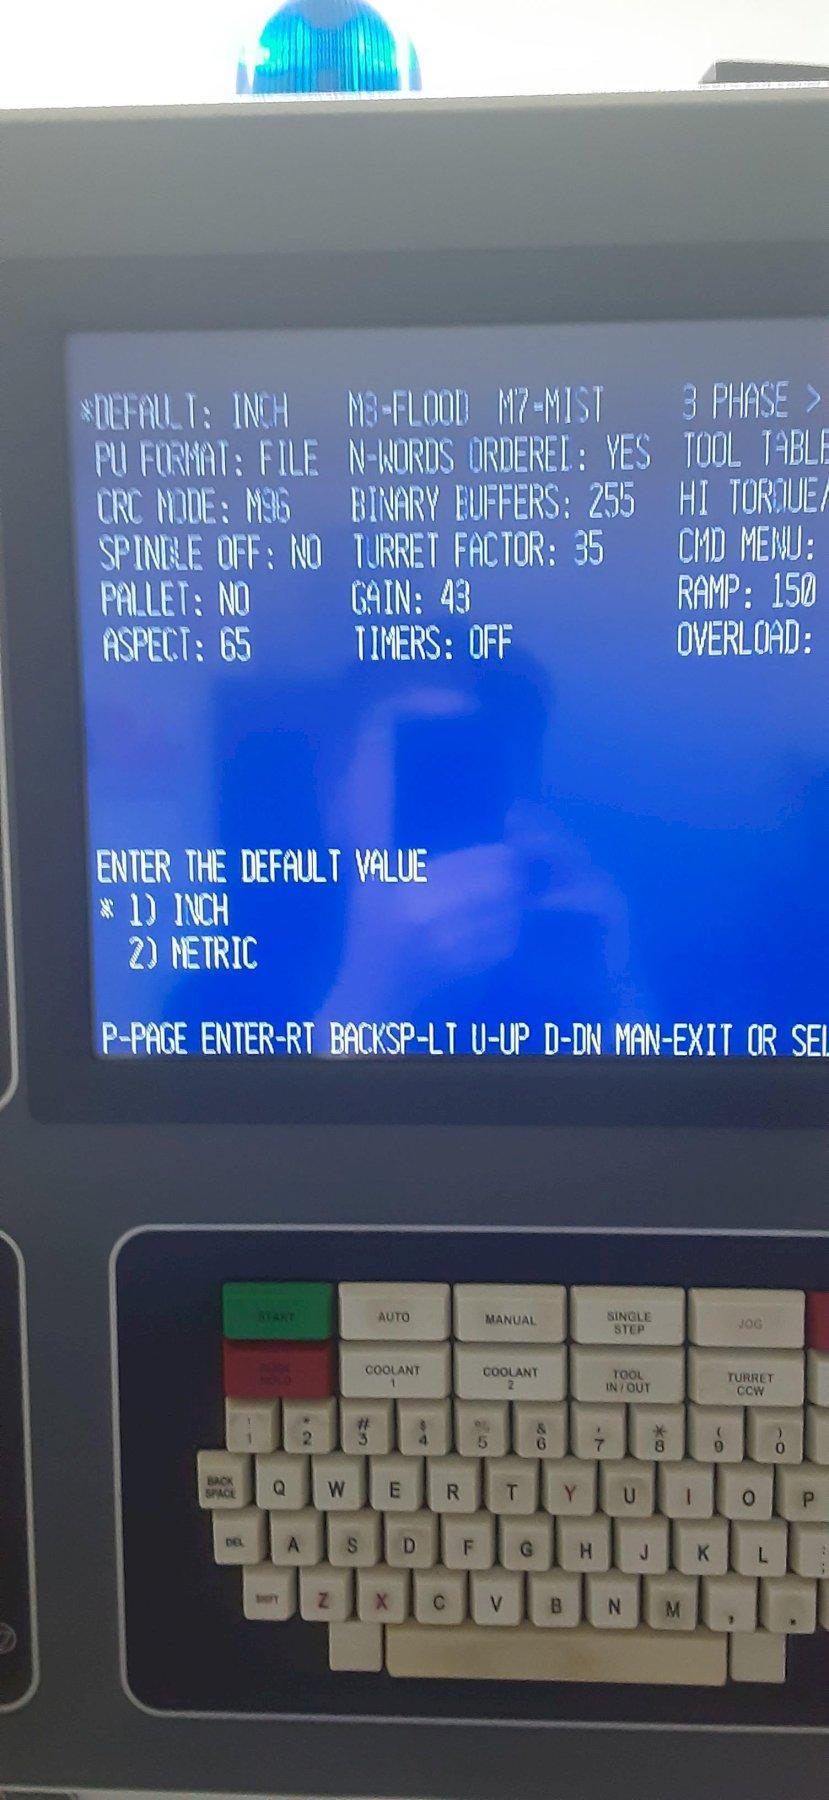 *DEFAULT: INCH M8-FLOOD M7-MIST 3 PHASE >
PU FORMAT: FILE N-WORDS ORDERED: YES TOOL TABLE
CRC MODE: M96 BINARY BUFFERS: 255 HI TORQUE/
SPINDLE OFF: NO TURRET FACTOR: 35 CMD MENU:
PALLET: NO GAIN: 43 RAMP: 150
ASPECT: 65 TIMERS: OFF OVERLOAD:
ENTER THE DEFAULT VALUE
* 1) INCH
2) METRIC
P-PAGE ENTER-RT BACKSP-LT U-UP D-DN MAN-EXIT OR SEL
START AUTO MANUAL SINGLE STEP JOG
COOLANT 1 COOLANT 2 TOOL IN/OUT TURRET CCW
! 1 " 2 # 3 $ 4 % 5 & 6 ' 7 * 8 ( 9 ) 0
BACK SPACE Q W E R T Y U I O P
DEL A S D F G H J K L
SHIFT Z X C V B N M , .